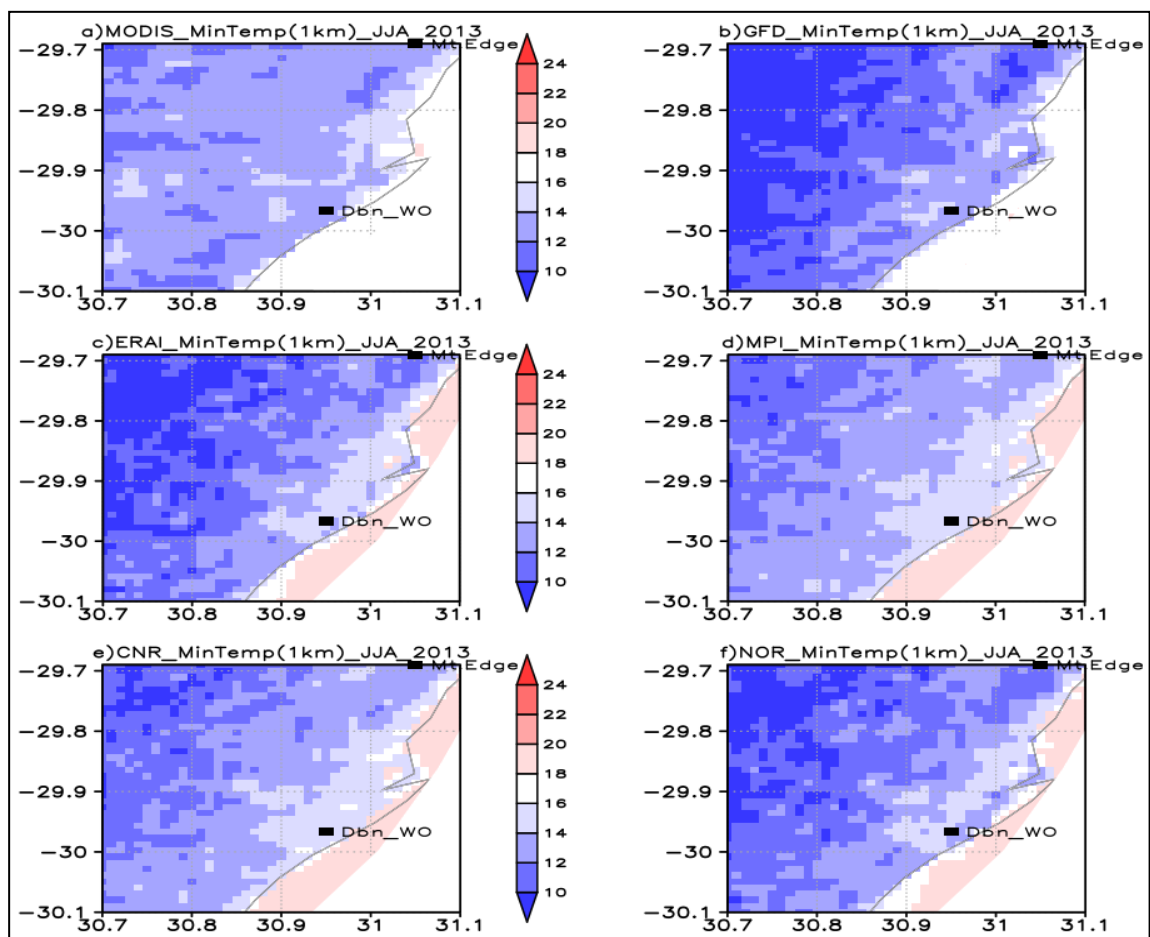 a)MODIS_MinTemp(1km)_JJA_2013
Mt Edge
-29.7
-29.8
-29.9
-30
-30.1
30.7 30.8 30.9 31 31.1
Dbn_WO
24
22
20
18
16
14
12
10
b)GFD_MinTemp(1km)_JJA_2013
Mt Edge
-29.7
-29.8
-29.9
-30
-30.1
30.7 30.8 30.9 31 31.1
Dbn_WO
c)ERAI_MinTemp(1km)_JJA_2013
Mt Edge
-29.7
-29.8
-29.9
-30
-30.1
30.7 30.8 30.9 31 31.1
Dbn_WO
24
22
20
18
16
14
12
10
d)MPI_MinTemp(1km)_JJA_2013
Mt Edge
-29.7
-29.8
-29.9
-30
-30.1
30.7 30.8 30.9 31 31.1
Dbn_WO
e)CNR_MinTemp(1km)_JJA_2013
Mt Edge
-29.7
-29.8
-29.9
-30
-30.1
30.7 30.8 30.9 31 31.1
Dbn_WO
24
22
20
18
16
14
12
10
f)NOR_MinTemp(1km)_JJA_2013
Mt Edge
-29.7
-29.8
-29.9
-30
-30.1
30.7 30.8 30.9 31 31.1
Dbn_WO